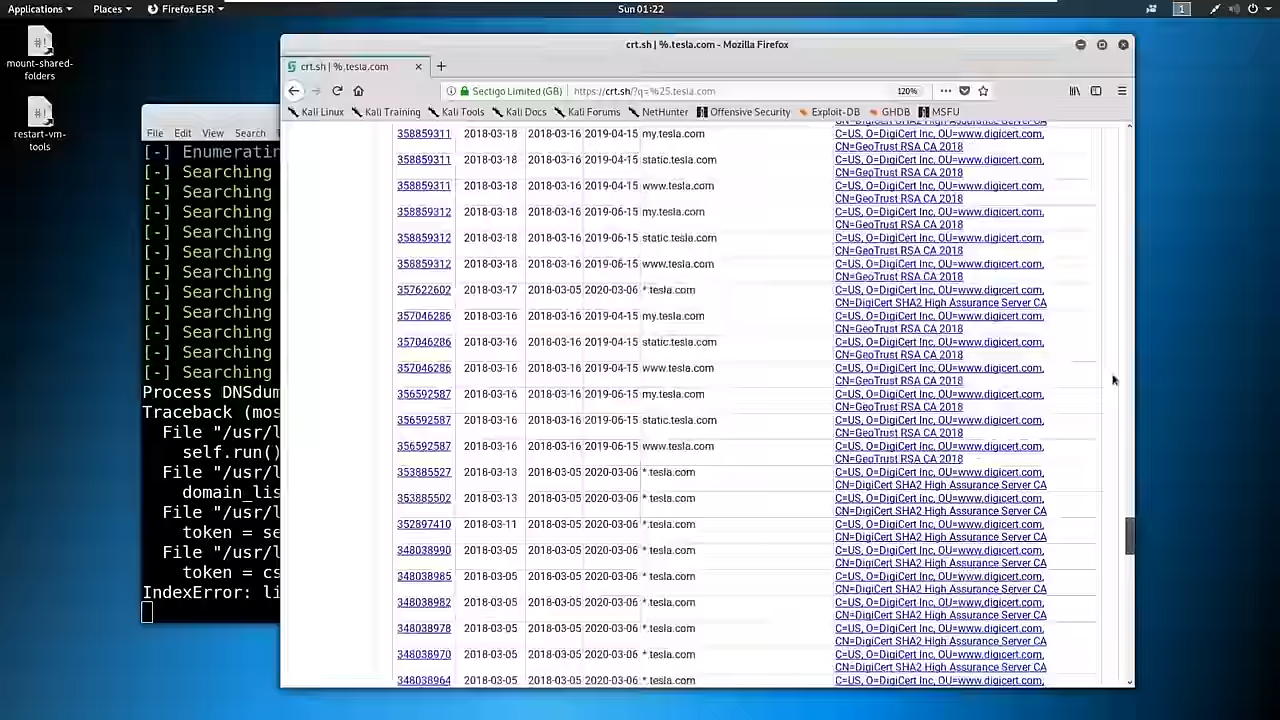 Applications Places Firefox ESR Sun 01:22 1
mount-shared-
folders
restart-vm-
tools
File Edit View Search
[-]
[-] Searching
[-] Searching
[-] Searching
[-] Searching
[-] Searching
[-] Searching
[-] Searching
[-] Searching
[-] Searching
[-] Searching
[-] Searching
Process
Traceback
File "/usr/
self.run()
File "/usr/
File "/usr/
token =
File "/usr/
token =
IndexError:
crt.sh | %.tesla.com - Mozilla Firefox
crt.sh | %.tesla.com
Sectigo Limited (GB) https://crt.sh/?q=%25.tesla.com 120%
Kali Linux Kali Training Kali Tools Kali Docs Kali Forums NetHunter Offensive Security Exploit-DB GHDB MSFU
358859311 2018-03-18 2018-03-16 2019-04-15 my.tesla.com C=US, O=DigiCert Inc, OU=www.digicert.com,
CN=GeoTrust RSA CA 2018
358859311 2018-03-18 2018-03-16 2019-04-15 static.tesla.com C=US, O=DigiCert Inc, OU=www.digicert.com,
CN=GeoTrust RSA CA 2018
358859311 2018-03-18 2018-03-16 2019-04-15 www.tesla.com C=US, O=DigiCert Inc, OU=www.digicert.com,
CN=GeoTrust RSA CA 2018
358859312 2018-03-18 2018-03-16 2019-06-15 my.tesla.com C=US, O=DigiCert Inc, OU=www.digicert.com,
CN=GeoTrust RSA CA 2018
358859312 2018-03-18 2018-03-16 2019-06-15 static.tesla.com C=US, O=DigiCert Inc, OU=www.digicert.com,
CN=GeoTrust RSA CA 2018
358859312 2018-03-18 2018-03-16 2019-06-15 www.tesla.com C=US, O=DigiCert Inc, OU=www.digicert.com,
CN=GeoTrust RSA CA 2018
357622602 2018-03-17 2018-03-05 2020-03-06 *.tesla.com C=US, O=DigiCert Inc, OU=www.digicert.com,
CN=DigiCert SHA2 High Assurance Server CA
357046286 2018-03-16 2018-03-16 2019-04-15 my.tesla.com C=US, O=DigiCert Inc, OU=www.digicert.com,
CN=GeoTrust RSA CA 2018
357046286 2018-03-16 2018-03-16 2019-04-15 static.tesla.com C=US, O=DigiCert Inc, OU=www.digicert.com,
CN=GeoTrust RSA CA 2018
357046286 2018-03-16 2018-03-16 2019-04-15 www.tesla.com C=US, O=DigiCert Inc, OU=www.digicert.com,
CN=GeoTrust RSA CA 2018
356592587 2018-03-16 2018-03-16 2019-06-15 my.tesla.com C=US, O=DigiCert Inc, OU=www.digicert.com,
CN=GeoTrust RSA CA 2018
356592587 2018-03-16 2018-03-16 2019-06-15 static.tesla.com C=US, O=DigiCert Inc, OU=www.digicert.com,
CN=GeoTrust RSA CA 2018
356592587 2018-03-16 2018-03-16 2019-06-15 www.tesla.com C=US, O=DigiCert Inc, OU=www.digicert.com,
CN=GeoTrust RSA CA 2018
353885527 2018-03-13 2018-03-05 2020-03-06 *.tesla.com C=US, O=DigiCert Inc, OU=www.digicert.com,
CN=DigiCert SHA2 High Assurance Server CA
353885502 2018-03-13 2018-03-05 2020-03-06 *.tesla.com C=US, O=DigiCert Inc, OU=www.digicert.com,
CN=DigiCert SHA2 High Assurance Server CA
352897410 2018-03-11 2018-03-05 2020-03-06 *.tesla.com C=US, O=DigiCert Inc, OU=www.digicert.com,
CN=DigiCert SHA2 High Assurance Server CA
348038990 2018-03-05 2018-03-05 2020-03-06 *.tesla.com C=US, O=DigiCert Inc, OU=www.digicert.com,
CN=DigiCert SHA2 High Assurance Server CA
348038985 2018-03-05 2018-03-05 2020-03-06 *.tesla.com C=US, O=DigiCert Inc, OU=www.digicert.com,
CN=DigiCert SHA2 High Assurance Server CA
348038982 2018-03-05 2018-03-05 2020-03-06 *.tesla.com C=US, O=DigiCert Inc, OU=www.digicert.com,
CN=DigiCert SHA2 High Assurance Server CA
348038978 2018-03-05 2018-03-05 2020-03-06 *.tesla.com C=US, O=DigiCert Inc, OU=www.digicert.com,
CN=DigiCert SHA2 High Assurance Server CA
348038970 2018-03-05 2018-03-05 2020-03-06 *.tesla.com C=US, O=DigiCert Inc, OU=www.digicert.com,
CN=DigiCert SHA2 High Assurance Server CA
348038964 2018-03-05 2018-03-05 2020-03-06 *.tesla.com C=US, O=DigiCert Inc, OU=www.digicert.com,